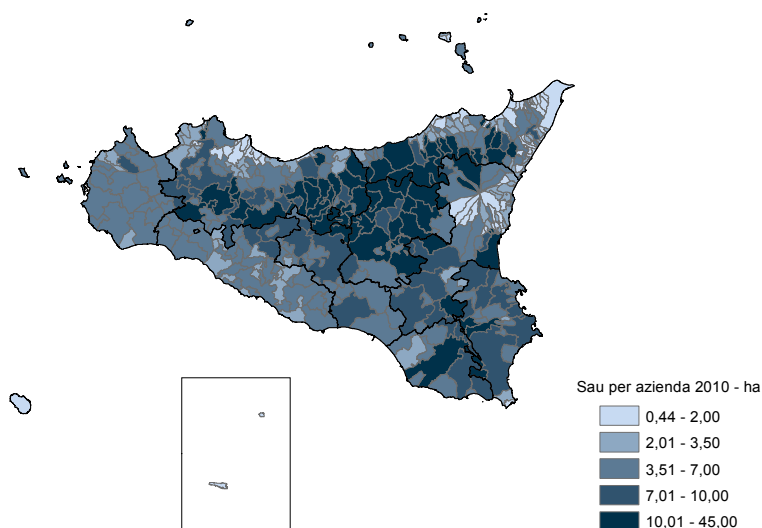 Sau per azienda 2010 - ha
0,44 - 2,00
2,01 - 3,50
3,51 - 7,00
7,01 - 10,00
10,01 - 45,00